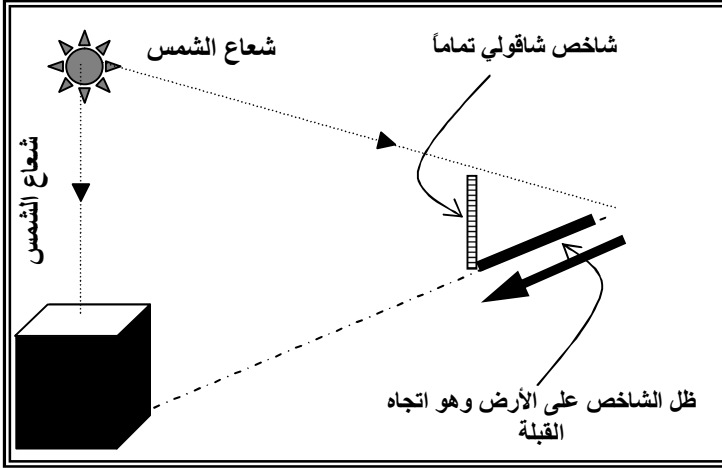 شاخص شاقولي تماماً
شعاع الشمس
شعاع الشمس
ظل الشاخص على الأرض وهو اتجاه
القبلة